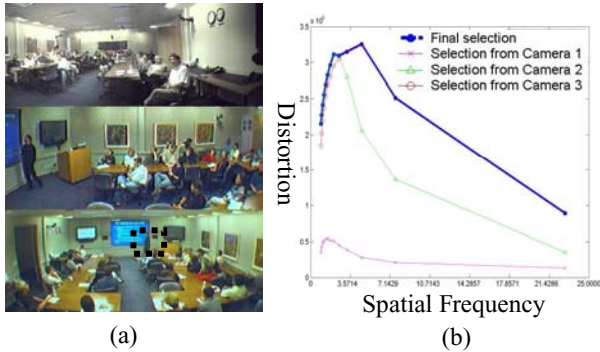 3.5
Final selection
Selection from Camera 1
Selection from Camera 2
Selection from Camera 3
3
2.5
2
1.5
1
0.5
0
Distortion
0.0000 3.5714 7.1429 10.7143 14.2857 17.8571 21.4286 25.0000
Spatial Frequency
(a)
(b)